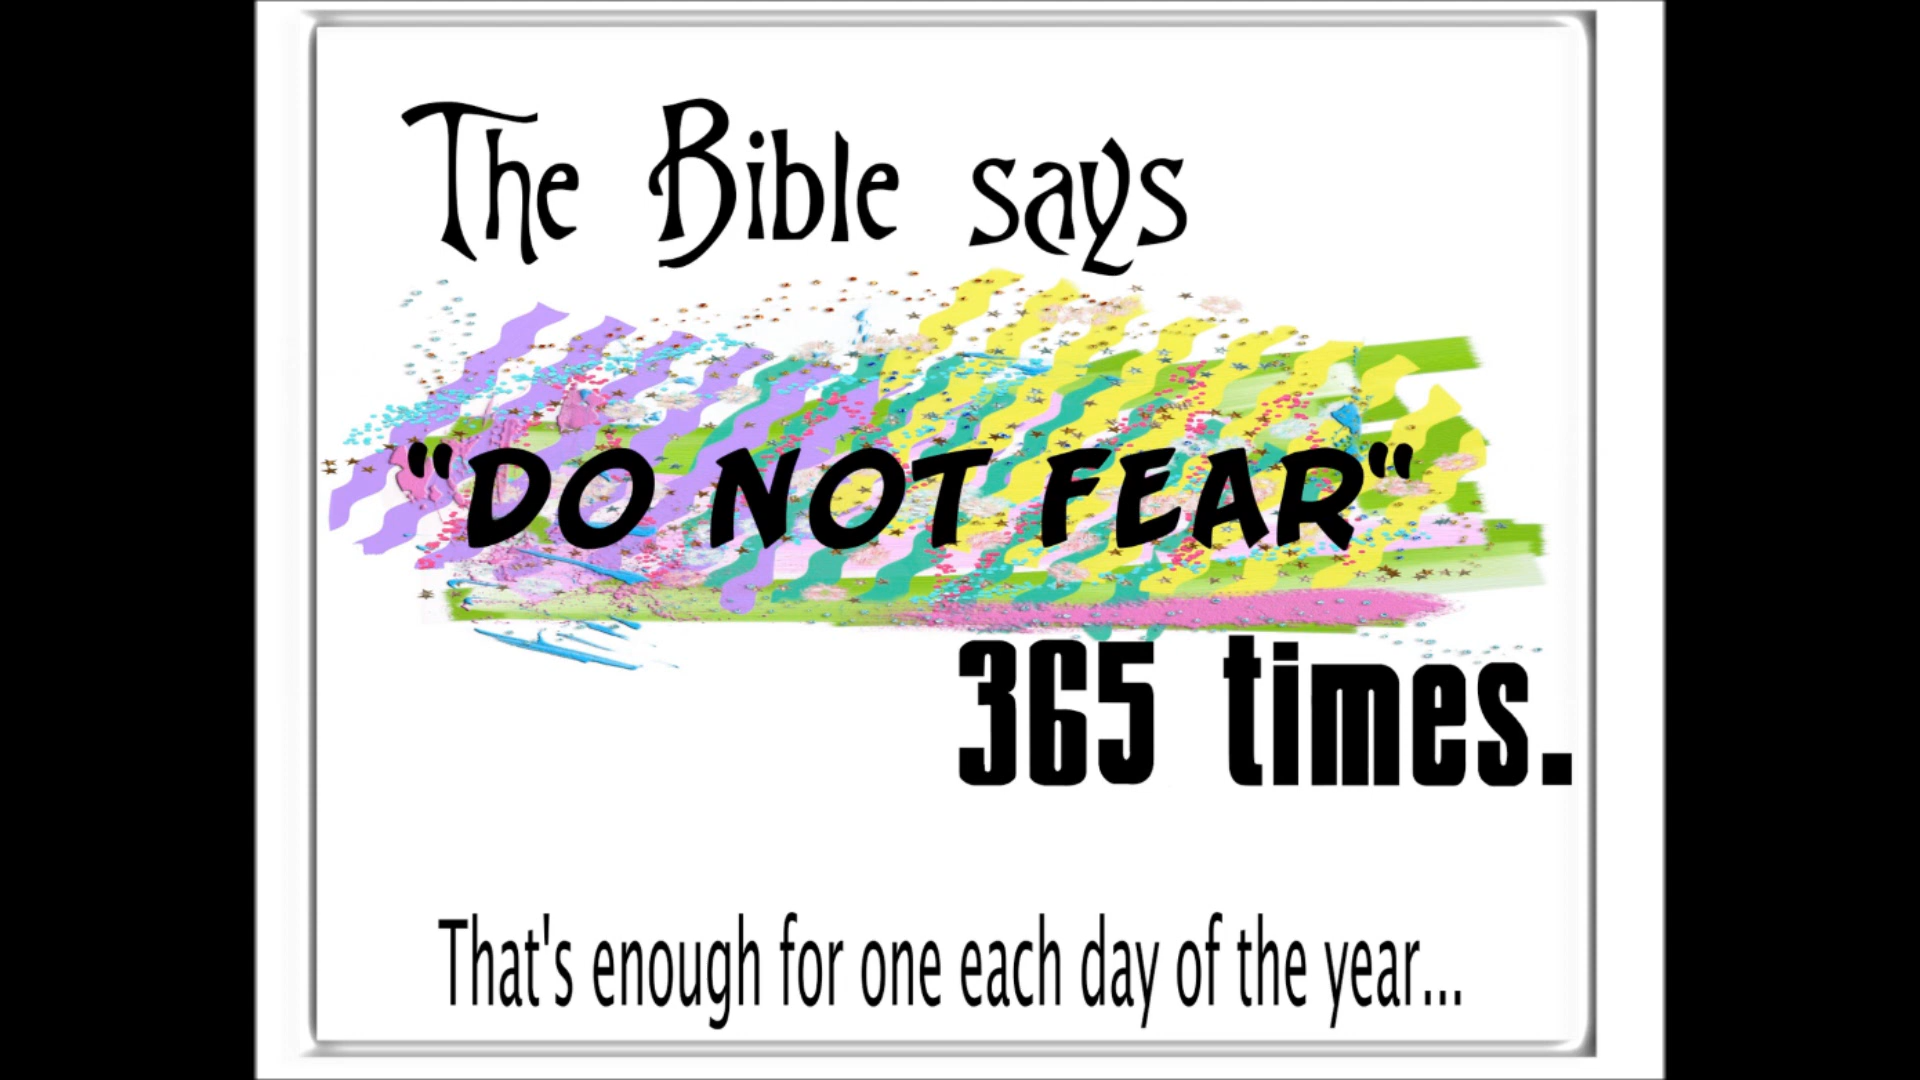 The Bible says
“DO NOT FEAR“
365 times.
That's enough for one each day of the year...